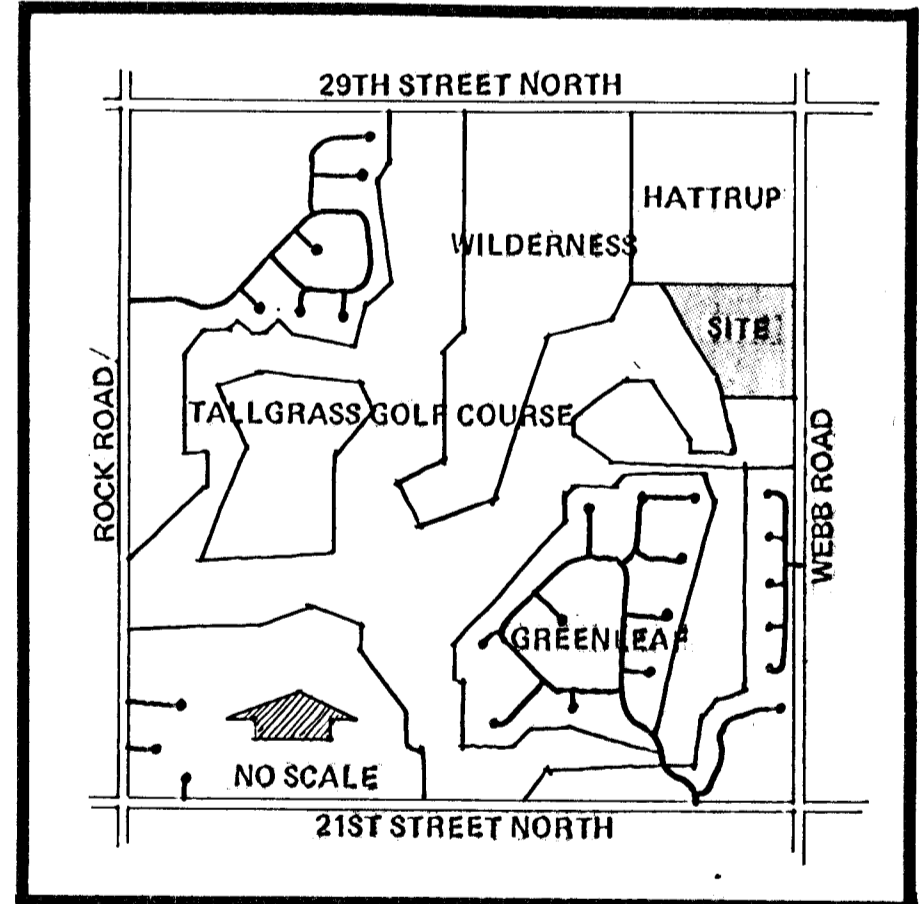 29TH STREET NORTH
HATTRUP
WILDERNESS
SITE
ROCK ROAD
TALLGRASS GOLF COURSE
WEBB ROAD
GREENLEAF
NO SCALE
21ST STREET NORTH